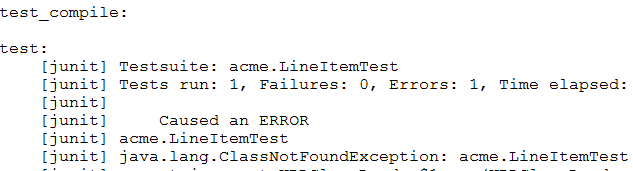 test_compile:
test:
[junit] Testsuite: acme.LineItemTest
[junit] Tests run: 1, Failures: 0, Errors: 1, Time elapsed:
[junit]
[junit] Caused an ERROR
[junit] acme.LineItemTest
[junit] java.lang.ClassNotFoundException: acme.LineItemTest